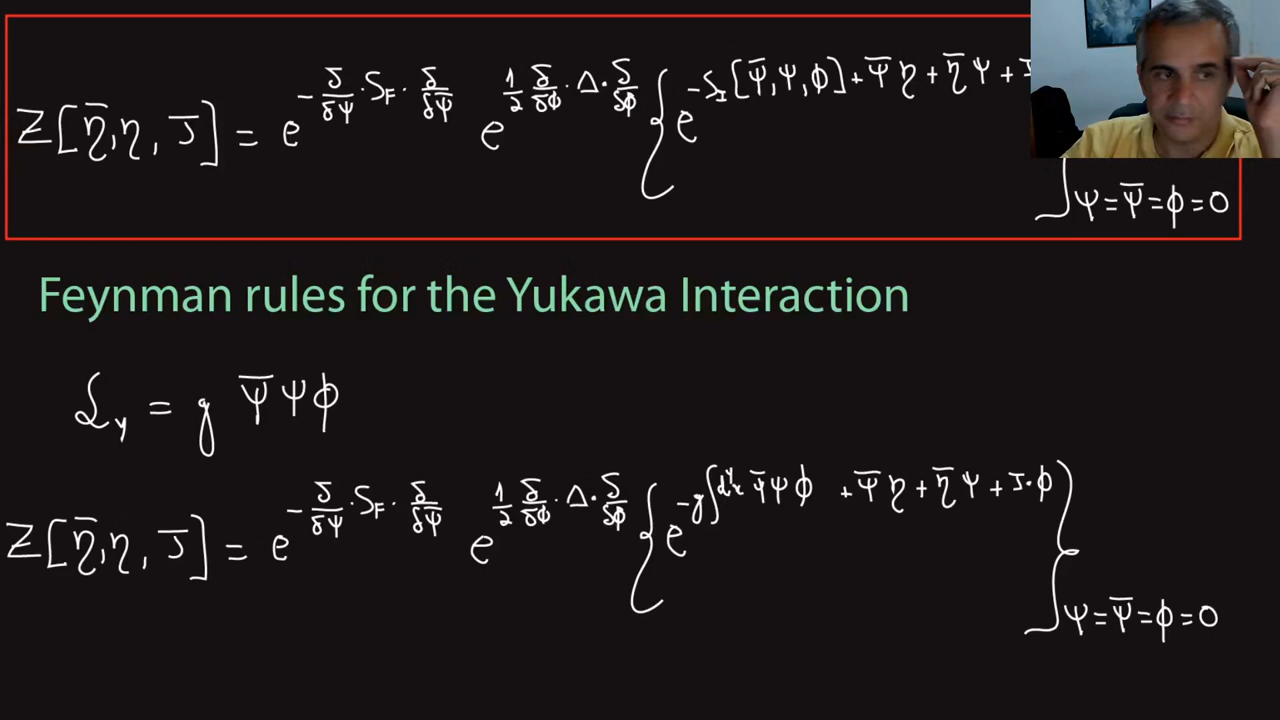 Z[η̄,η,J] = e^{-δ/δψ·S_F·δ/δψ̄} e^{1/2 δ/δφ·Δ·δ/δφ} { e^{-S_I[ψ̄,ψ,φ]+ψ̄η+η̄ψ+J
ψ=ψ̄=φ=0
Feynman rules for the Yukawa Interaction
ℒ_Y = g ψ̄ψφ
Z[η̄,η,J] = e^{-δ/δψ·S_F·δ/δψ̄} e^{1/2 δ/δφ·Δ·δ/δφ} { e^{-g∫d⁴x ψ̄ψφ +ψ̄η+η̄ψ+J·φ} }
ψ=ψ̄=φ=0